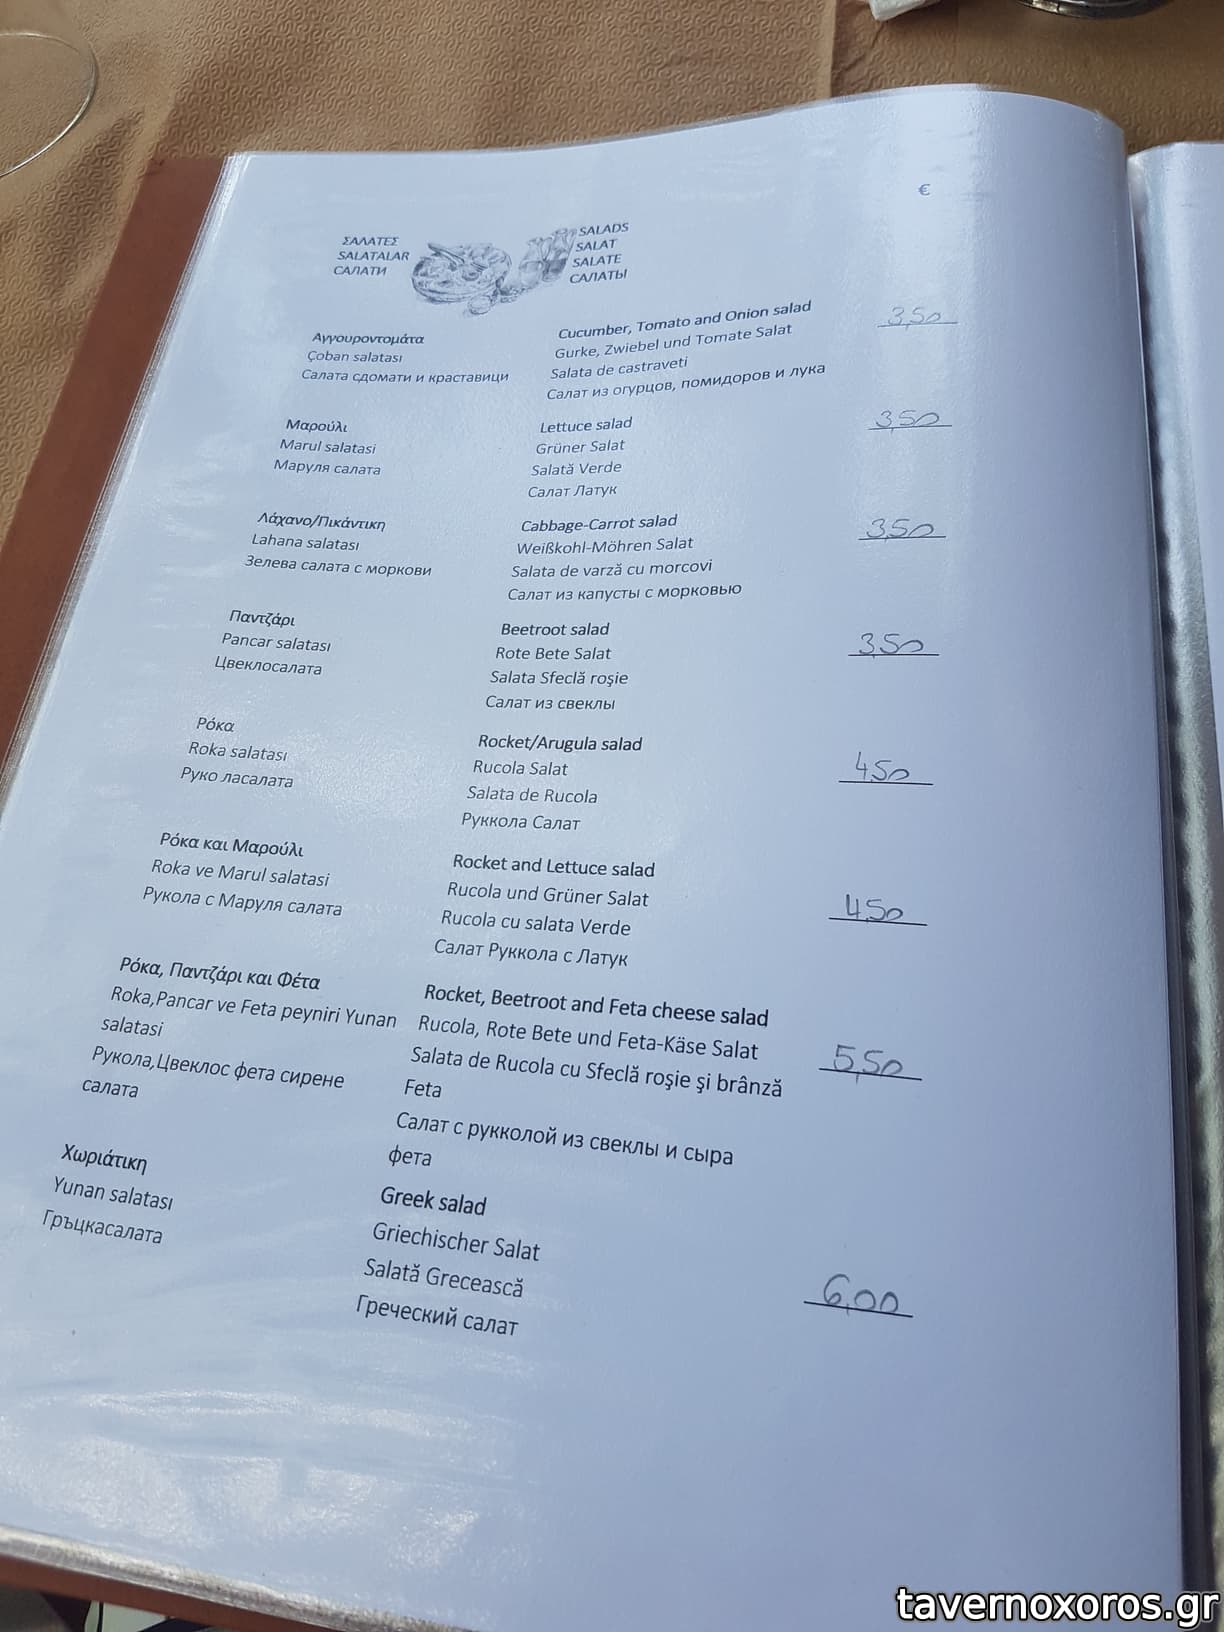 €
ΣΑΛΑΤΕΣ
SALATALAR
САЛАТИ
SALADS
SALAT
SALATE
САЛАТЫ
Αγγουροντομάτα
Çoban salatası
Салата сдомати и краставици
Cucumber, Tomato and Onion salad
Gurke, Zwiebel und Tomate Salat
Salata de castraveti
Салат из огурцов, помидоров и лука
3,50
Μαρούλι
Marul salatasi
Маруля салата
Lettuce salad
Grüner Salat
Salată Verde
Салат Латук
3,50
Λάχανο/Πικάντικη
Lahana salatası
Зелева салата с моркови
Cabbage-Carrot salad
Weißkohl-Möhren Salat
Salata de varză cu morcovi
Салат из капусты с морковью
3,50
Παντζάρι
Pancar salatası
Цвеклосалата
Beetroot salad
Rote Bete Salat
Salata Sfeclă roşie
Салат из свеклы
3,50
Ρόκα
Roka salatası
Руко ласалата
Rocket/Arugula salad
Rucola Salat
Salata de Rucola
Руккола Салат
4,50
Ρόκα και Μαρούλι
Roka ve Marul salatasi
Рукола с Маруля салата
Rocket and Lettuce salad
Rucola und Grüner Salat
Rucola cu salata Verde
Салат Руккола с Латук
4,50
Ρόκα, Παντζάρι και Φέτα
Roka,Pancar ve Feta peyniri Yunan
salatasi
Рукола,Цвеклос фета сирене
салата
Rocket, Beetroot and Feta cheese salad
Rucola, Rote Bete und Feta-Käse Salat
Salata de Rucola cu Sfeclă roşie şi brânză
Feta
Салат с рукколой из свеклы и сыра
фета
5,50
Χωριάτικη
Yunan salatası
Гръцкасалата
Greek salad
Griechischer Salat
Salată Grecească
Греческий салат
6,00
tavernoxoros.gr